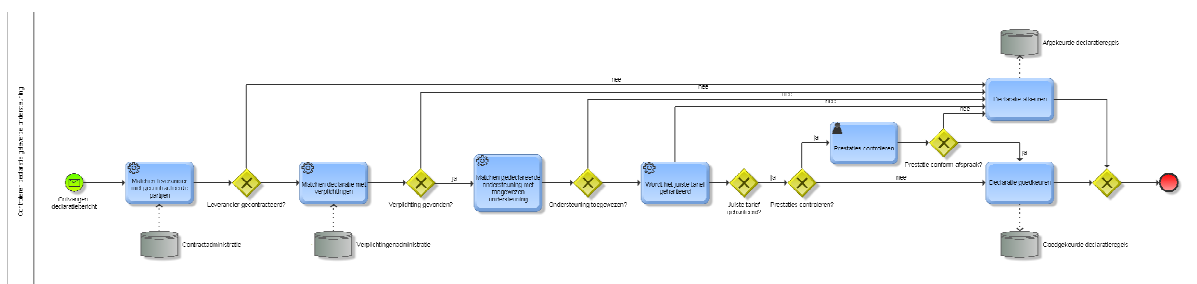 Controleren declaratie geleverde ondersteuning
Ontvangen
declaratiebericht
Matchen leverancier
met gecontracteerde
partijen
Contractadministratie
Leverancier gecontracteerd?
Matchen declaratie met
verplichtingen
Verplichtingenadministratie
Verplichting gevonden?
ja
Matchen gedeclareerde
ondersteuning met
toegewezen
ondersteuning
Ondersteuning toegewezen?
Wordt het juiste tarief
gehanteerd
Juiste tarief
gehanteerd?
ja
Prestaties controleren?
ja
nee
Prestaties controleren
Prestatie conform afspraak?
nee
ja
nee
nee
nee
nee
Declaratie afkeuren
Afgekeurde declaratieregels
Declaratie goedkeuren
Goedgekeurde declaratieregels